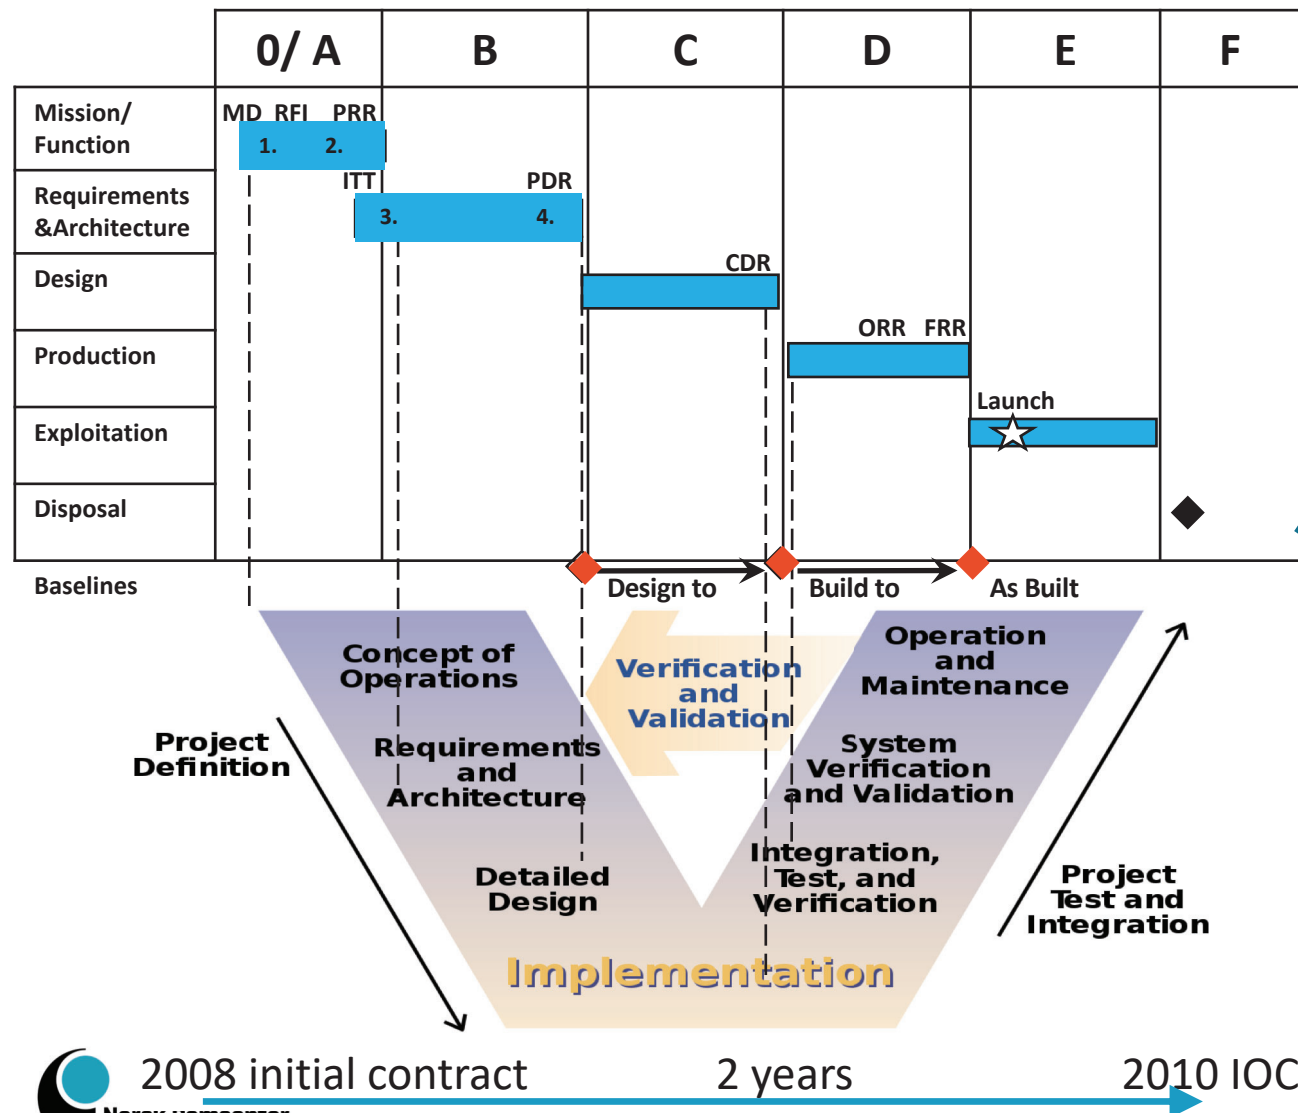 0/ A B C D E F
Mission/
Function
MD RFI PRR
1. 2.
Requirements
&Architecture
ITT PDR
3. 4.
Design
CDR
Production
ORR FRR
Exploitation
Launch
Disposal
Baselines
Design to
Build to
As Built
Concept of
Operations
Verification
and
Validation
Operation
and
Maintenance
Project
Definition
Requirements
and
Architecture
System
Verification
and Validation
Detailed
Design
Integration,
Test, and
Verification
Project
Test and
Integration
Implementation
2008 initial contract 2 years 2010 IOC